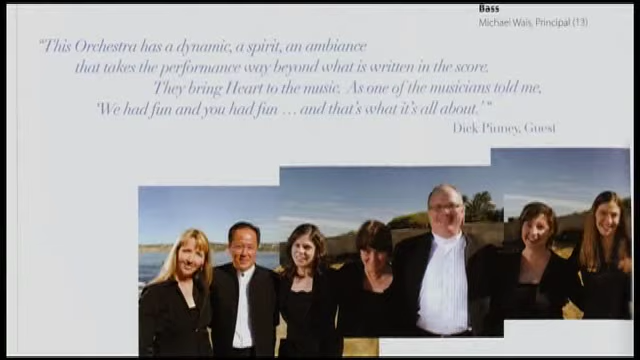 Bass
Michael Wais, Principal (13)
"This Orchestra has a dynamic, a spirit, an ambiance
that takes the performance way beyond what is written in the score.
They bring Heart to the music. As one of the musicians told me,
'We had fun and you had fun … and that's what it's all about.' "
Dick Pinney, Guest